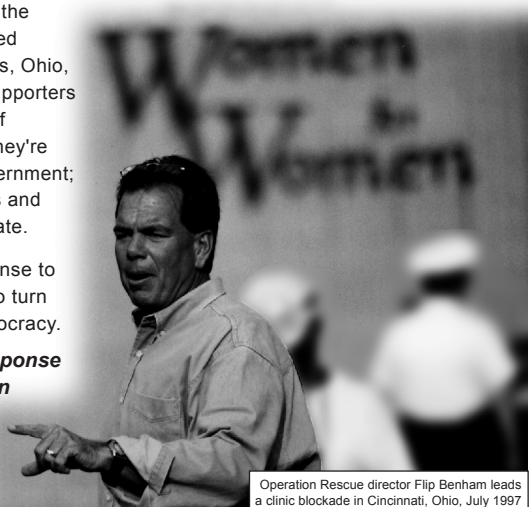 the
ed
s, Ohio,
pporters
f
hey're
ernment;
s and
ate.
nse to
o turn
ocracy.
ponse
n
Women
Women
Operation Rescue director Flip Benham leads
a clinic blockade in Cincinnati, Ohio, July 1997